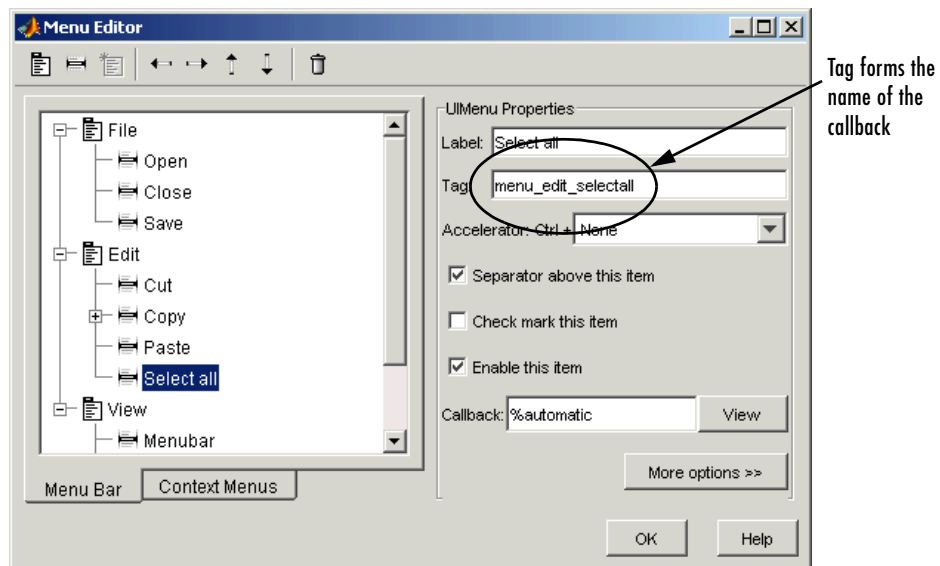 Menu Editor
File
Open
Close
Save
Edit
Cut
Copy
Paste
Select all
View
Menubar
Menu Bar
Context Menus
UIMenu Properties
Label: Select all
Tag: menu_edit_selectall
Accelerator: Ctrl + None
Separator above this item
Check mark this item
Enable this item
Callback: %automatic View
More options >>
OK Help
Tag forms the
name of the
callback